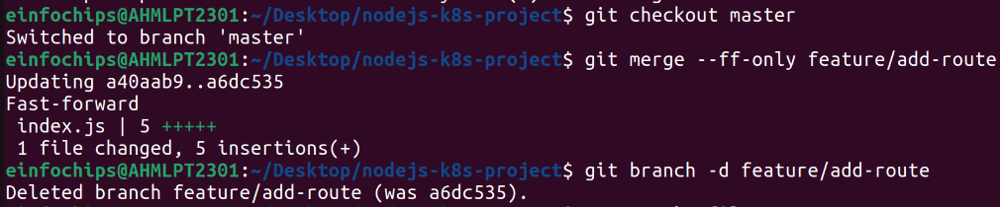 einfochips@AHMLPT2301:~/Desktop/nodejs-k8s-project$ git checkout master
Switched to branch 'master'
einfochips@AHMLPT2301:~/Desktop/nodejs-k8s-project$ git merge --ff-only feature/add-route
Updating a40aab9..a6dc535
Fast-forward
 index.js | 5 +++++
 1 file changed, 5 insertions(+)
einfochips@AHMLPT2301:~/Desktop/nodejs-k8s-project$ git branch -d feature/add-route
Deleted branch feature/add-route (was a6dc535).